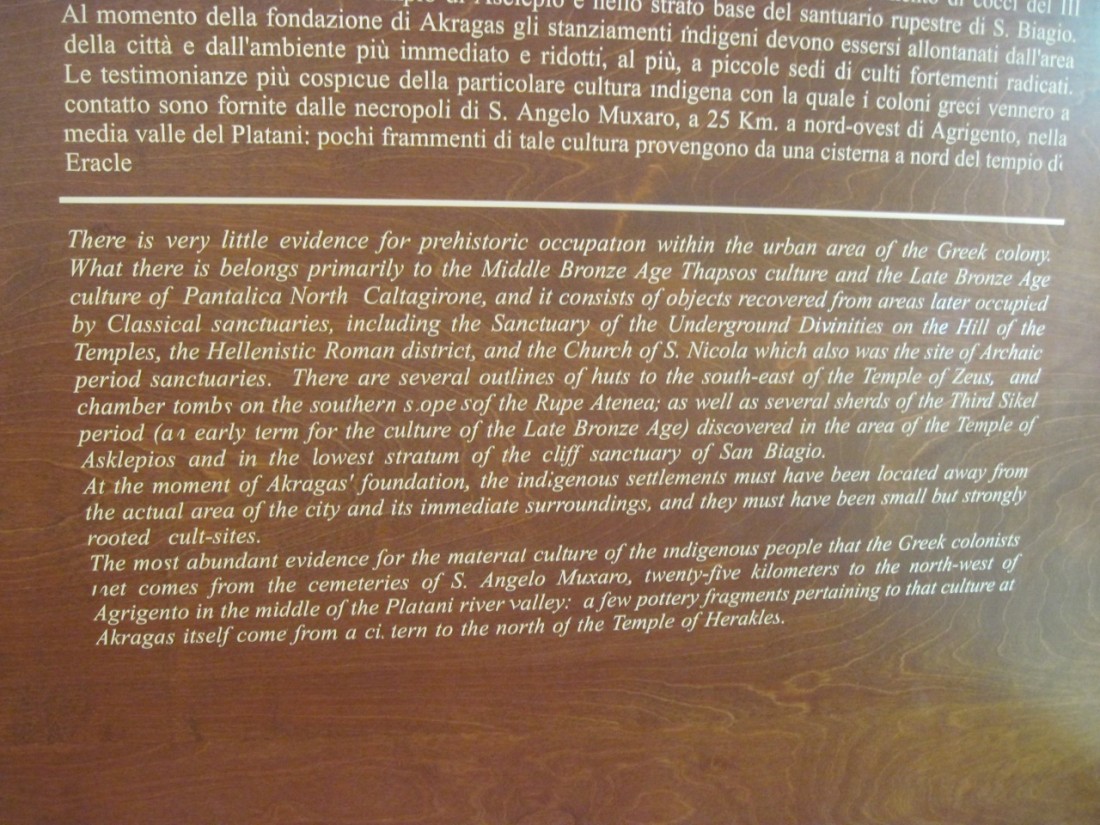 e nello strato base del santuario rupestre di S. Biagio.
Al momento della fondazione di Akragas gli stanziamenti indigeni devono essersi allontanati dall'area
della città e dall'ambiente più immediato e ridotti, al più, a piccole sedi di culti fortemente radicati.
Le testimonianze più cospicue della particolare cultura indigena con la quale i coloni greci vennero a
contatto sono fornite dalle necropoli di S. Angelo Muxaro, a 25 Km. a nord-ovest di Agrigento, nella
media valle del Platani: pochi frammenti di tale cultura provengono da una cisterna a nord del tempio di
Eracle
There is very little evidence for prehistoric occupation within the urban area of the Greek colony.
What there is belongs primarily to the Middle Bronze Age Thapsos culture and the Late Bronze Age
culture of Pantalica North Caltagirone, and it consists of objects recovered from areas later occupied
by Classical sanctuaries, including the Sanctuary of the Underground Divinities on the Hill of the
Temples, the Hellenistic Roman district, and the Church of S. Nicola which also was the site of Archaic
period sanctuaries. There are several outlines of huts to the south-east of the Temple of Zeus, and
chamber tombs on the southern s ope sof the Rupe Atenea; as well as several sherds of the Third Sikel
period (an early term for the culture of the Late Bronze Age) discovered in the area of the Temple of
Asklepios and in the lowest stratum of the cliff sanctuary of San Biagio.
At the moment of Akragas' foundation, the indigenous settlements must have been located away from
the actual area of the city and its immediate surroundings, and they must have been small but strongly
rooted cult-sites.
The most abundant evidence for the material culture of the indigenous people that the Greek colonists
met comes from the cemeteries of S. Angelo Muxaro, twenty-five kilometers to the north-west of
Agrigento in the middle of the Platani river valley: a few pottery fragments pertaining to that culture at
Akragas itself come from a ci tern to the north of the Temple of Herakles.